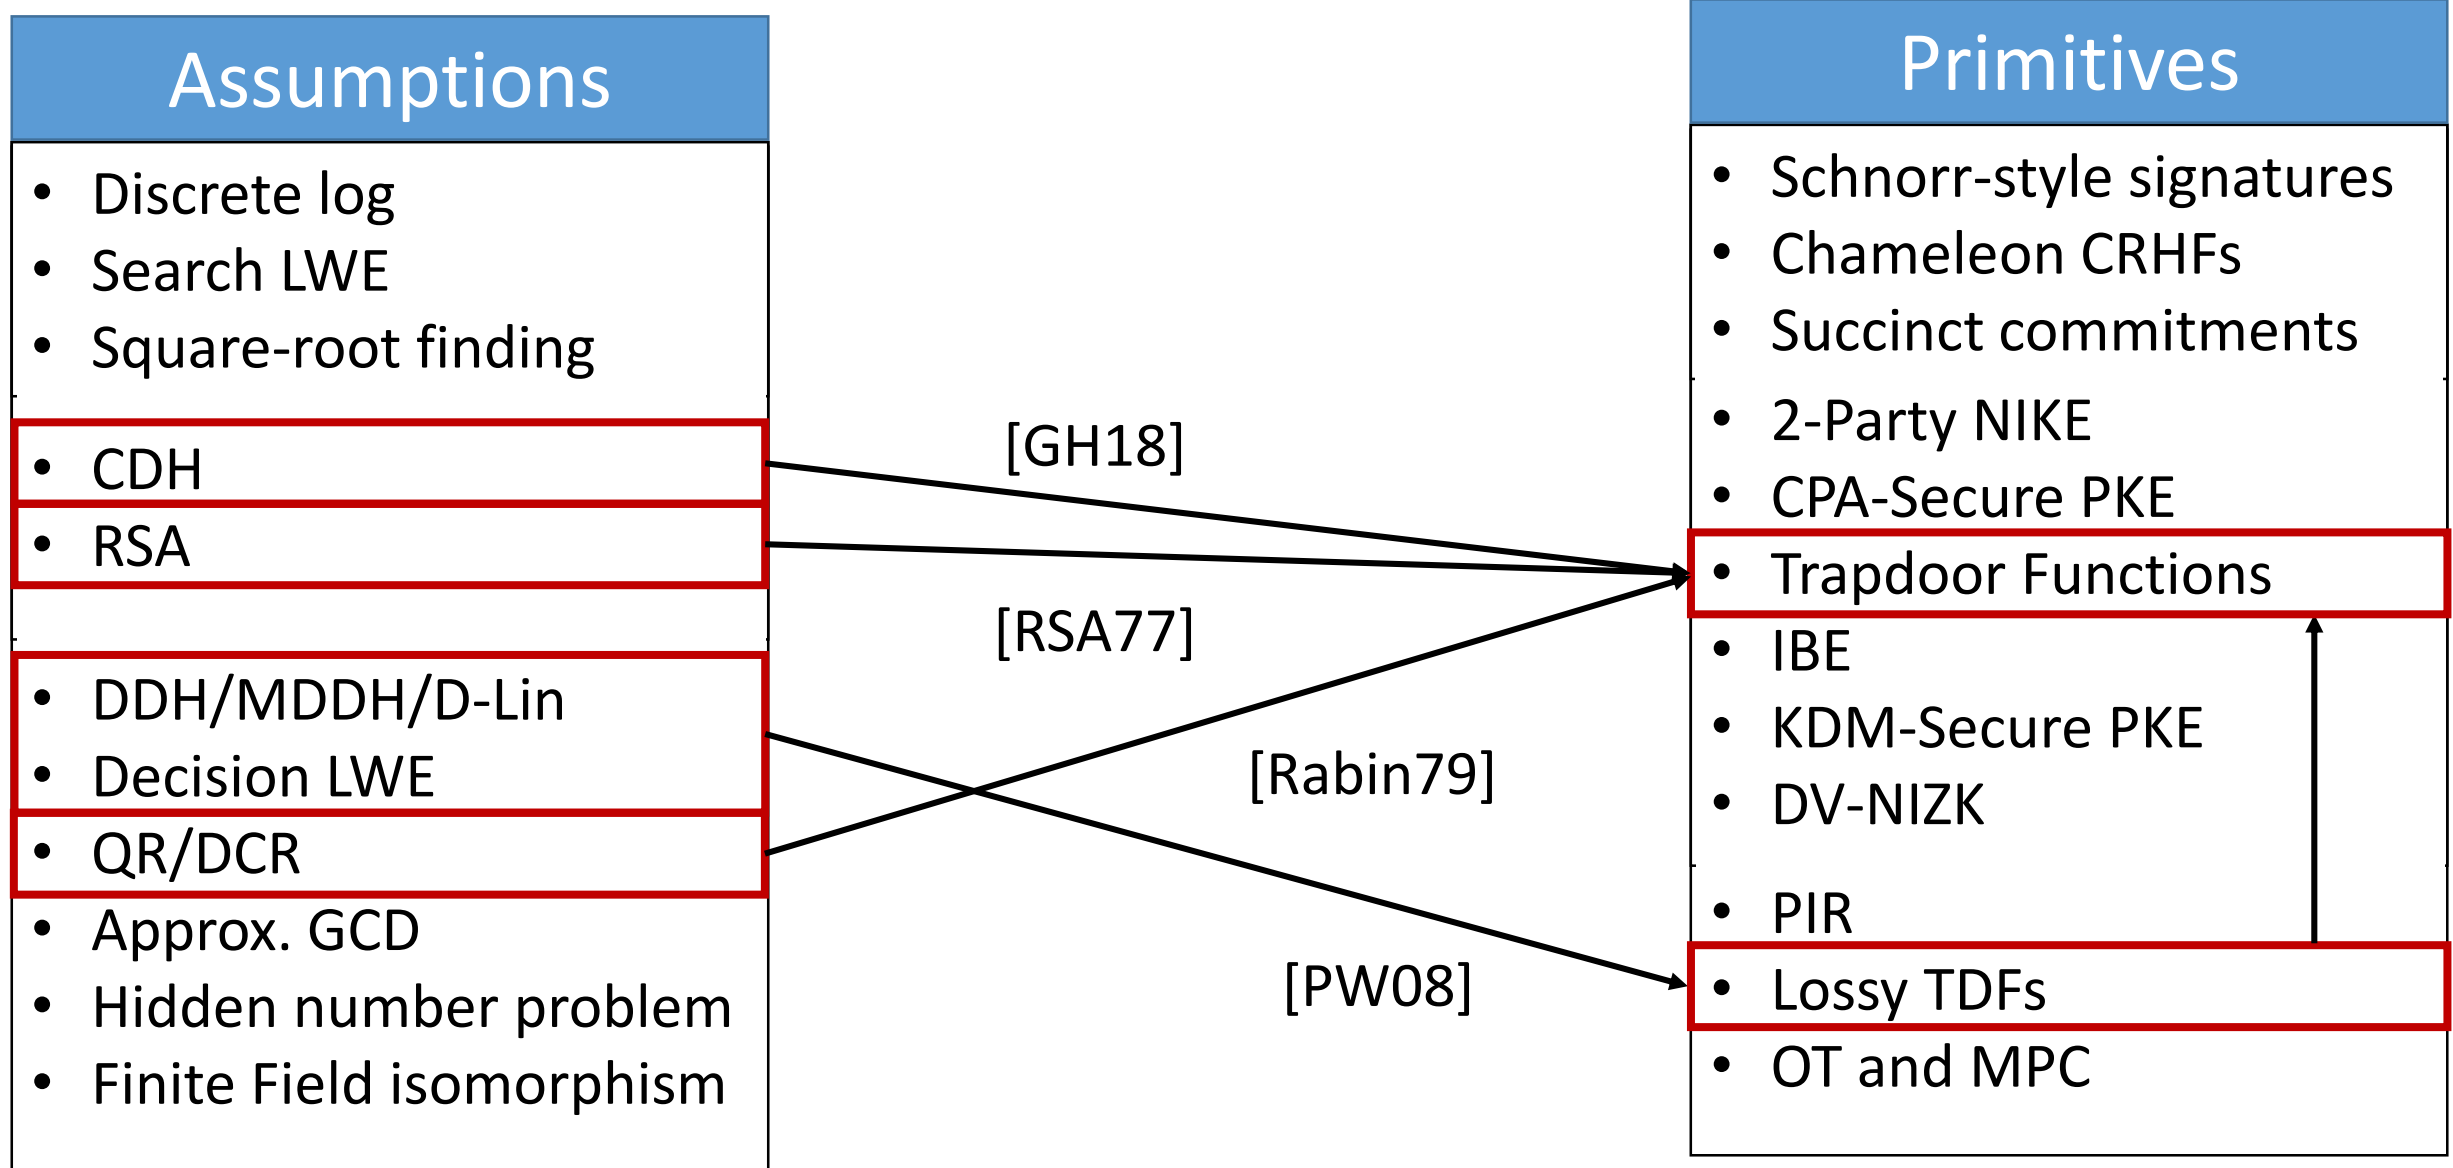 Assumptions
• Discrete log
• Search LWE
• Square-root finding
• CDH
• RSA
• DDH/MDDH/D-Lin
• Decision LWE
• QR/DCR
• Approx. GCD
• Hidden number problem
• Finite Field isomorphism
[GH18]
[RSA77]
[Rabin79]
[PW08]
Primitives
• Schnorr-style signatures
• Chameleon CRHFs
• Succinct commitments
• 2-Party NIKE
• CPA-Secure PKE
• Trapdoor Functions
• IBE
• KDM-Secure PKE
• DV-NIZK
• PIR
• Lossy TDFs
• OT and MPC